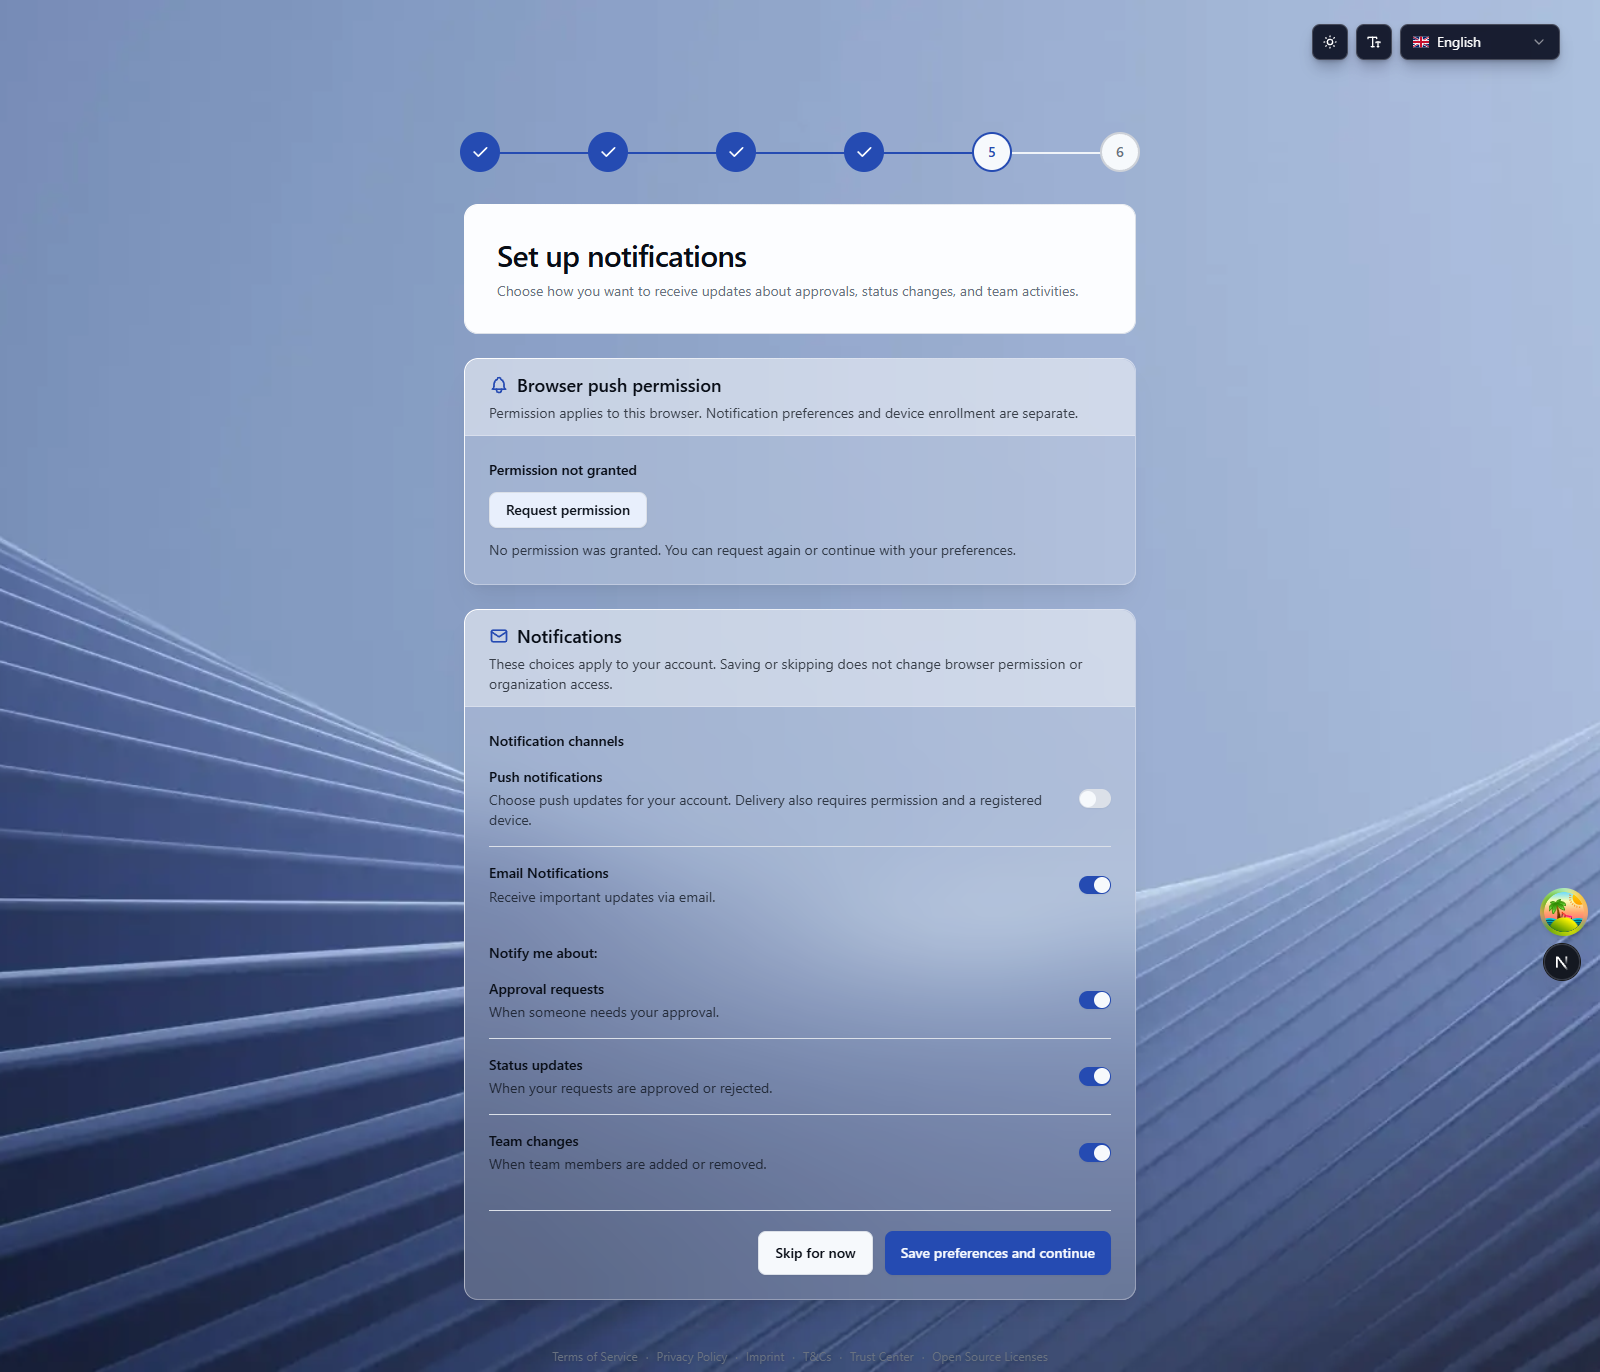 English
5
6
Set up notifications
Choose how you want to receive updates about approvals, status changes, and team activities.
Browser push permission
Permission applies to this browser. Notification preferences and device enrollment are separate.
Permission not granted
Request permission
No permission was granted. You can request again or continue with your preferences.
Notifications
These choices apply to your account. Saving or skipping does not change browser permission or
organization access.
Notification channels
Push notifications
Choose push updates for your account. Delivery also requires permission and a registered
device.
Email Notifications
Receive important updates via email.
Notify me about:
Approval requests
When someone needs your approval.
Status updates
When your requests are approved or rejected.
Team changes
When team members are added or removed.
Skip for now
Save preferences and continue
Terms of Service · Privacy Policy · Imprint · T&Cs · Trust Center · Open Source Licenses